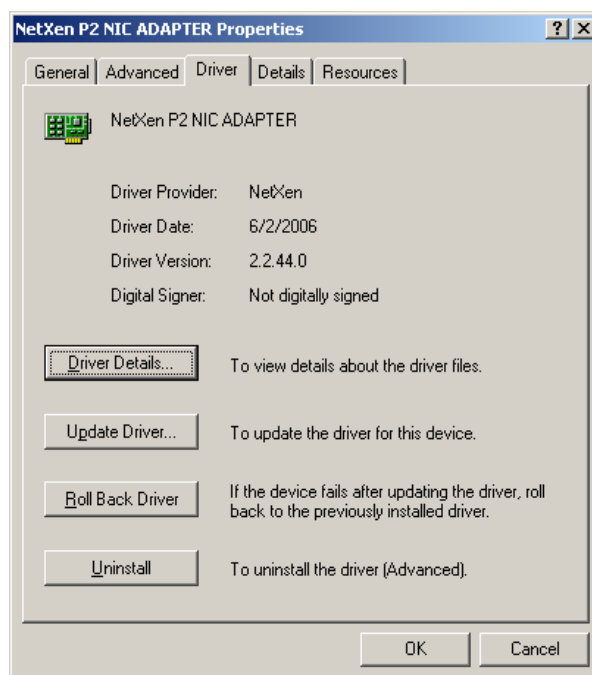 NetXen P2 NIC ADAPTER Properties
General Advanced Driver Details Resources
NetXen P2 NIC ADAPTER
Driver Provider: NetXen
Driver Date: 6/2/2006
Driver Version: 2.2.44.0
Digital Signer: Not digitally signed
Driver Details... To view details about the driver files.
Update Driver... To update the driver for this device.
Roll Back Driver If the device fails after updating the driver, roll
back to the previously installed driver.
Uninstall To uninstall the driver (Advanced).
OK Cancel